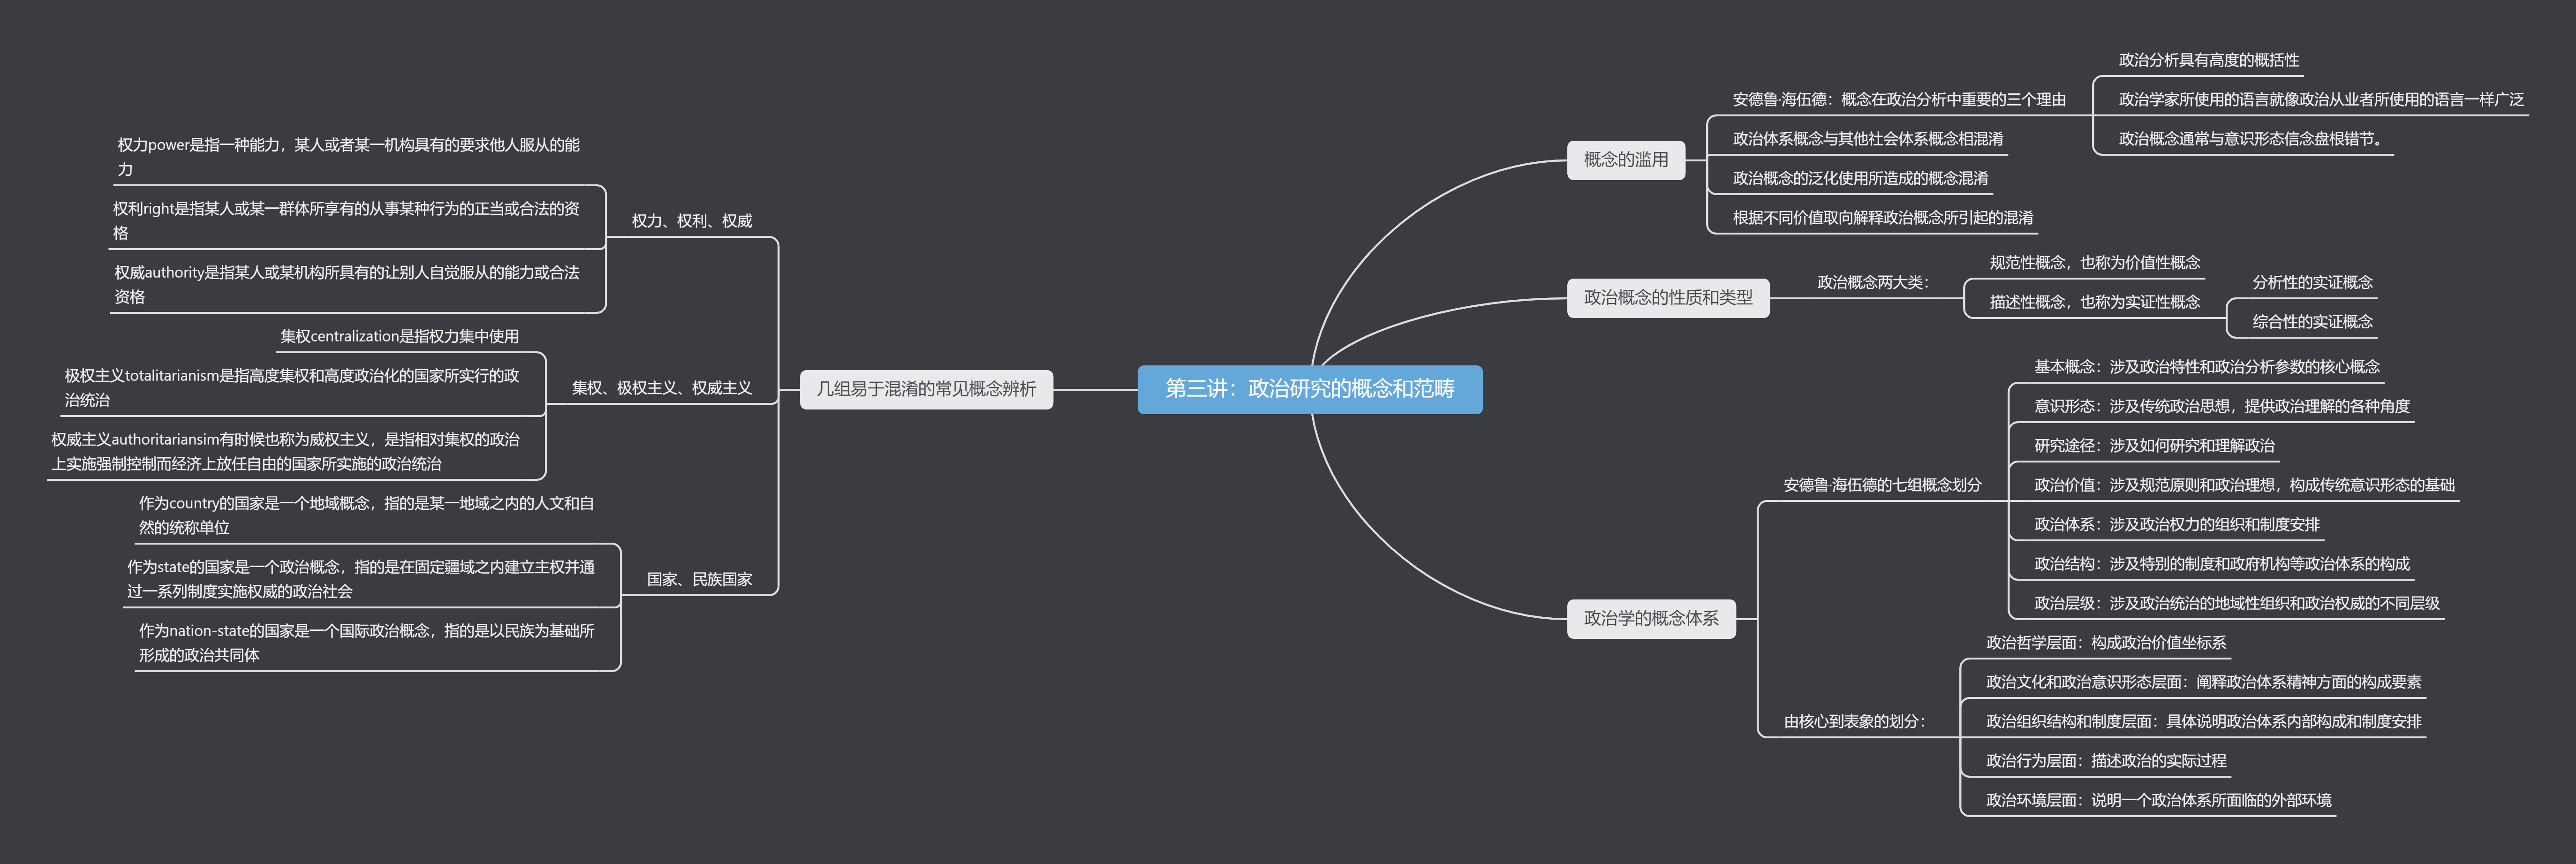 第三讲：政治研究的概念和范畴
概念的滥用
安德鲁·海伍德：概念在政治分析中重要的三个理由
政治分析具有高度的概括性
政治学家所使用的语言就像政治从业者所使用的语言一样广泛
政治概念通常与意识形态信念盘根错节。
政治体系概念与其他社会体系概念相混淆
政治概念的泛化使用所造成的概念混淆
根据不同价值取向解释政治概念所引起的混淆
政治概念的性质和类型
政治概念两大类：
规范性概念，也称为价值性概念
描述性概念，也称为实证性概念
分析性的实证概念
综合性的实证概念
政治学的概念体系
安德鲁·海伍德的七组概念划分
基本概念：涉及政治特性和政治分析参数的核心概念
意识形态：涉及传统政治思想，提供政治理解的各种角度
研究途径：涉及如何研究和理解政治
政治价值：涉及规范原则和政治理想，构成传统意识形态的基础
政治体系：涉及政治权力的组织和制度安排
政治结构：涉及特别的制度和政府机构等政治体系的构成
政治层级：涉及政治统治的地域性组织和政治权威的不同层级
由核心到表象的划分：
政治哲学层面：构成政治价值坐标系
政治文化和政治意识形态层面：阐释政治体系精神方面的构成要素
政治组织结构和制度层面：具体说明政治体系内部构成和制度安排
政治行为层面：描述政治的实际过程
政治环境层面：说明一个政治体系所面临的外部环境
几组易于混淆的常见概念辨析
权力、权利、权威
权力power是指一种能力，某人或者某一机构具有的要求他人服从的能
力
权利right是指某人或某一群体所享有的从事某种行为的正当或合法的资
格
权威authority是指某人或某机构所具有的让别人自觉服从的能力或合法
资格
集权、极权主义、权威主义
集权centralization是指权力集中使用
极权主义totalitarianism是指高度集权和高度政治化的国家所实行的政
治统治
权威主义authoritariansim有时候也称为威权主义，是指相对集权的政治
上实施强制控制而经济上放任自由的国家所实施的政治统治
国家、民族国家
作为country的国家是一个地域概念，指的是某一地域之内的人文和自
然的统称单位
作为state的国家是一个政治概念，指的是在固定疆域之内建立主权并通
过一系列制度实施权威的政治社会
作为nation-state的国家是一个国际政治概念，指的是以民族为基础所
形成的政治共同体